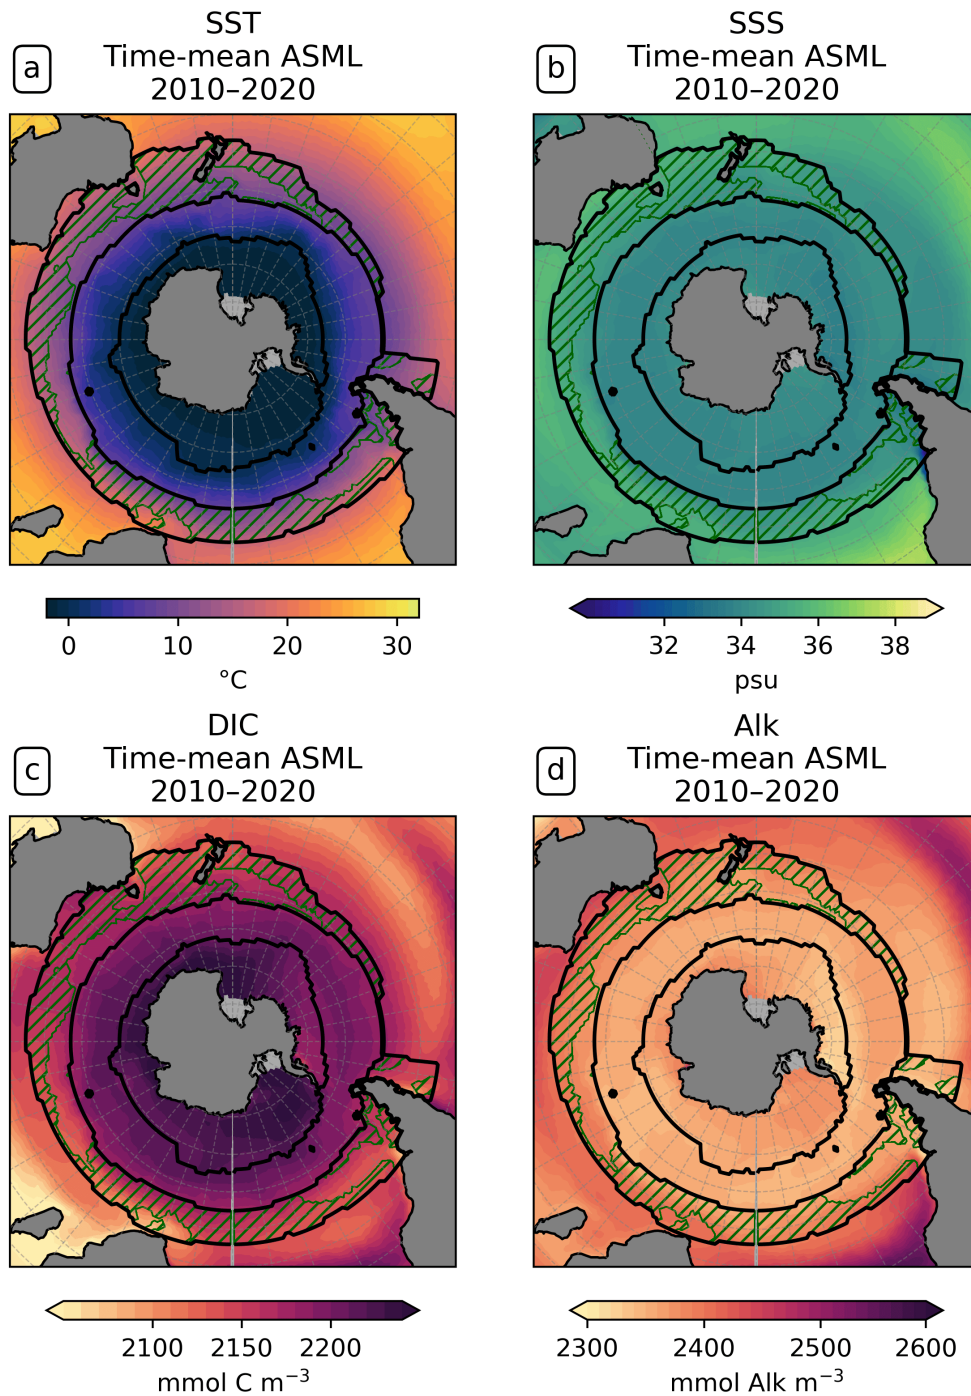 SST
a
Time-mean ASML
2010–2020
SSS
b
Time-mean ASML
2010–2020
0 10 20 30
°C
32 34 36 38
psu
DIC
c
Time-mean ASML
2010–2020
Alk
d
Time-mean ASML
2010–2020
2100 2150 2200
mmol C m⁻³
2300 2400 2500 2600
mmol Alk m⁻³